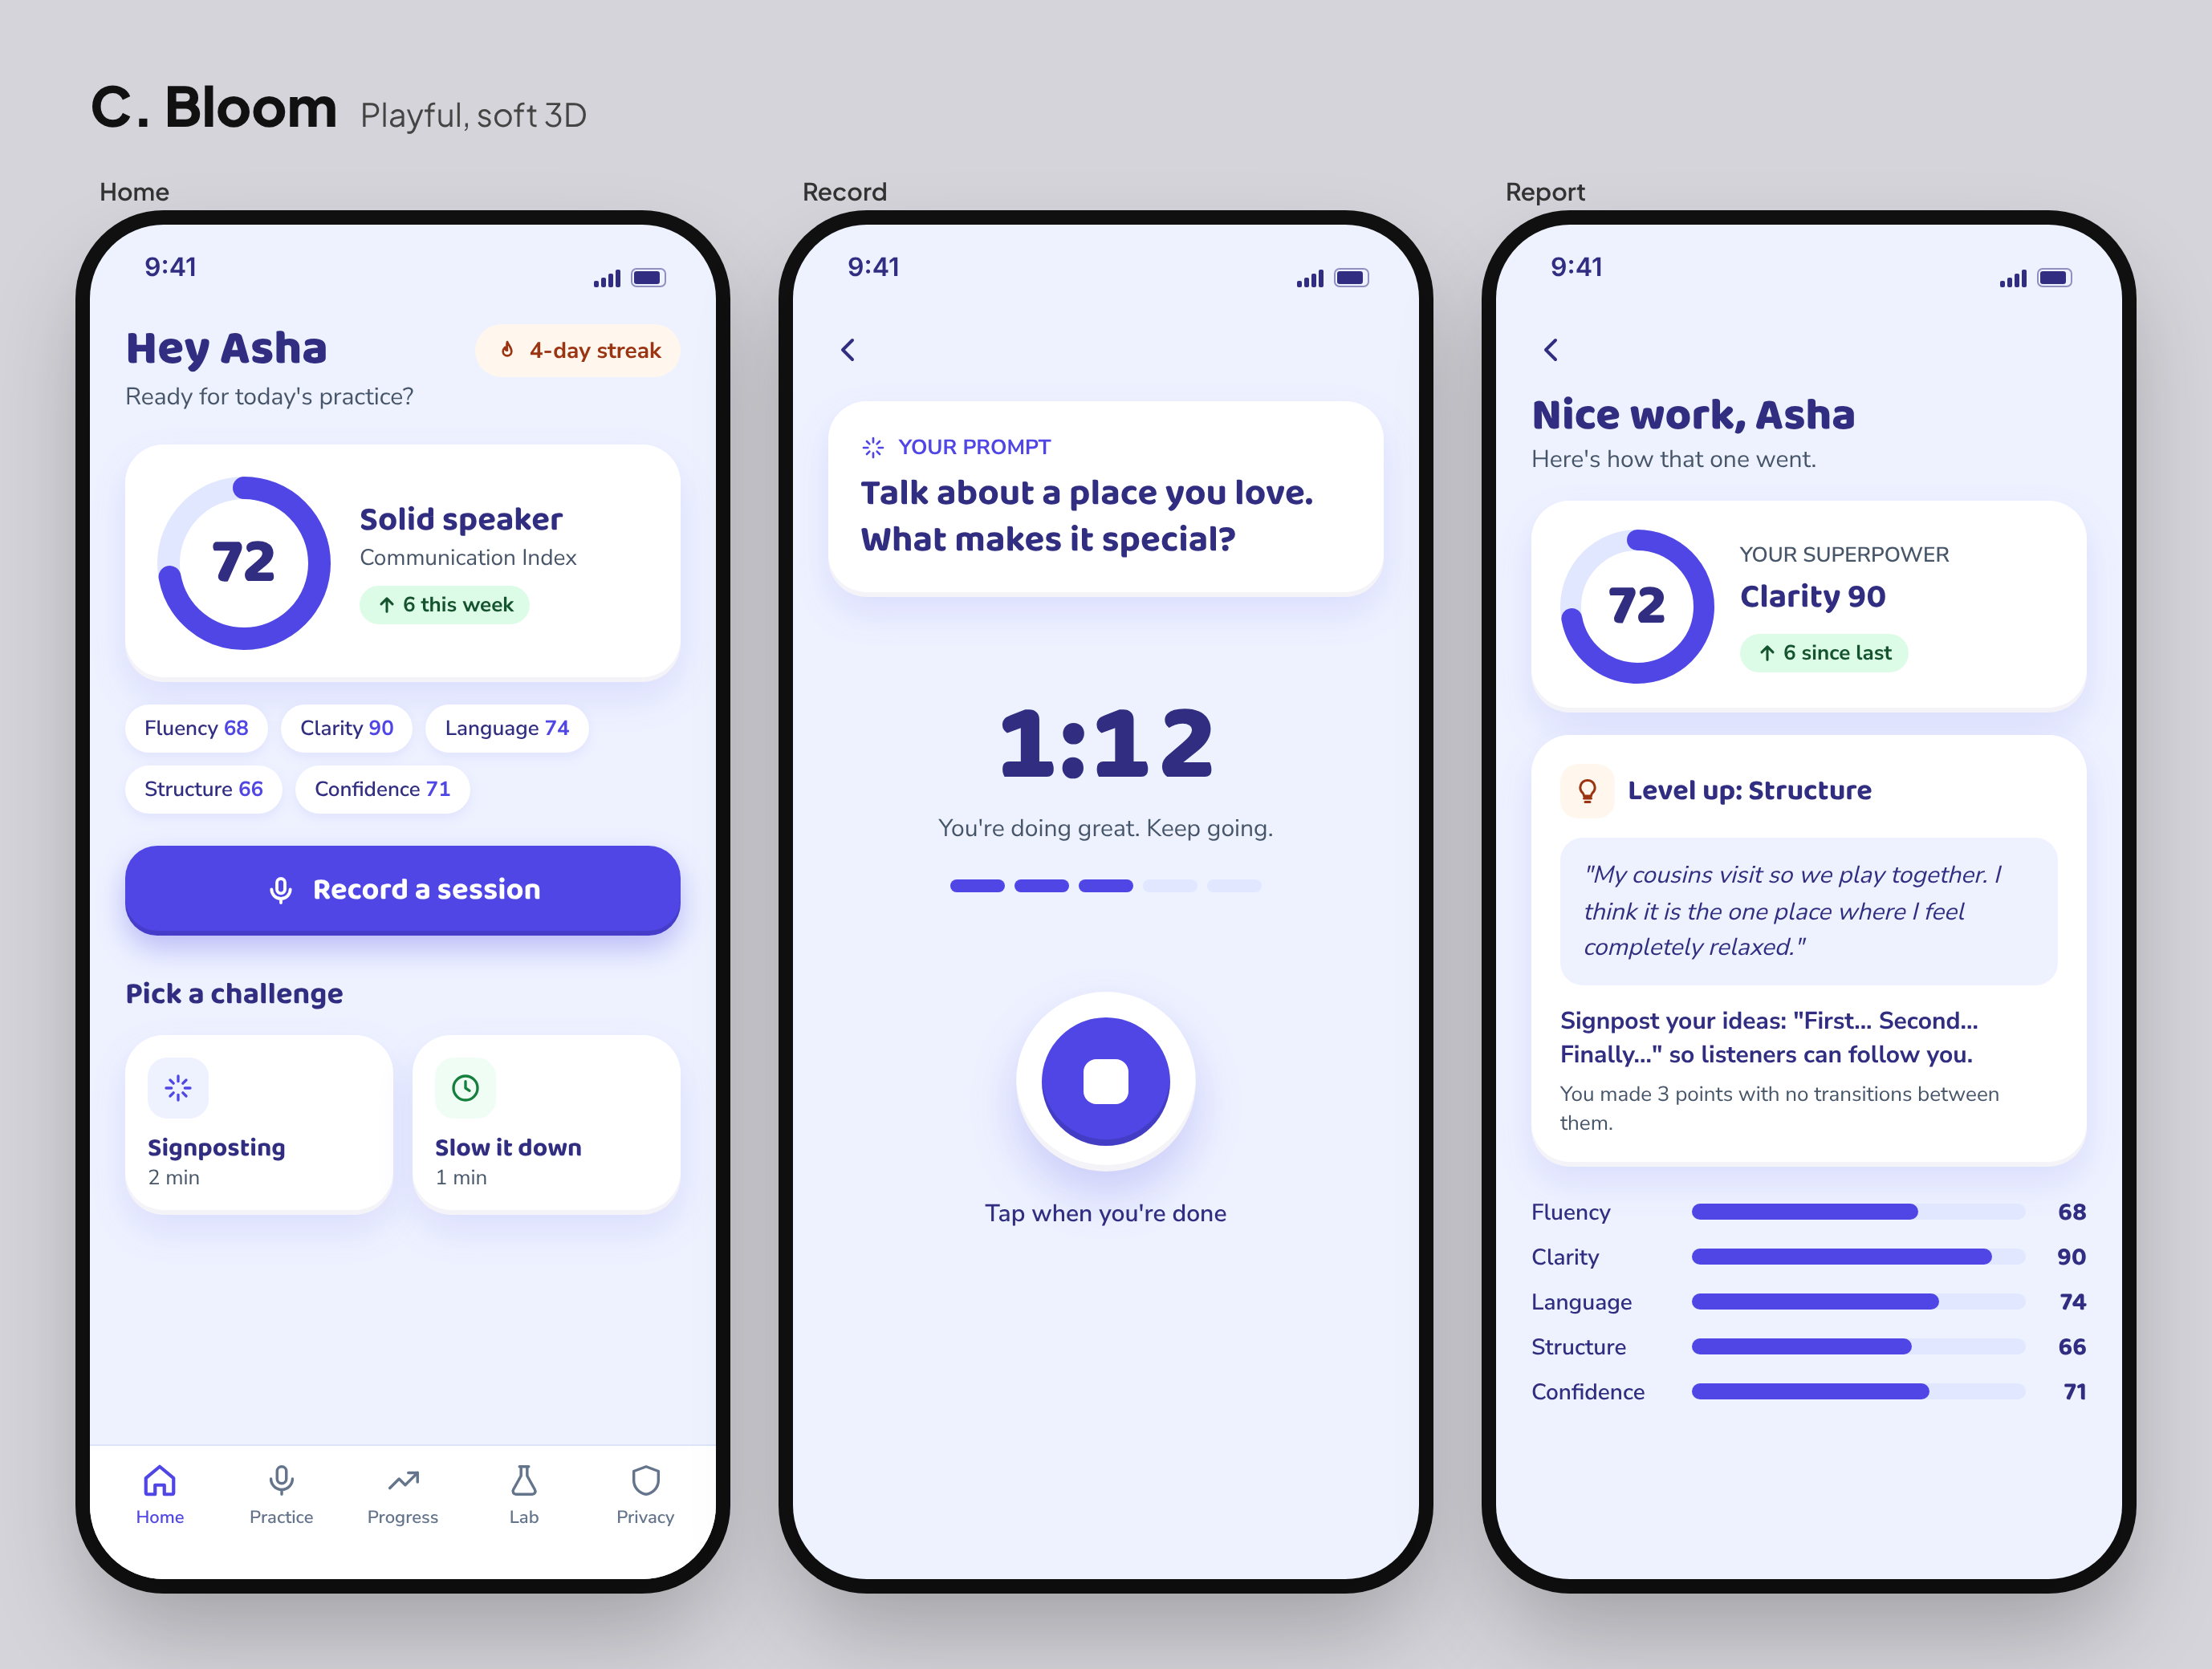 C. Bloom Playful, soft 3D
Home
9:41
Hey Asha
4-day streak
Ready for today's practice?
72
Solid speaker
Communication Index
↑ 6 this week
Fluency 68
Clarity 90
Language 74
Structure 66
Confidence 71
Record a session
Pick a challenge
Signposting
2 min
Slow it down
1 min
Home
Practice
Progress
Lab
Privacy
Record
9:41
YOUR PROMPT
Talk about a place you love.
What makes it special?
1:12
You're doing great. Keep going.
Tap when you're done
Report
9:41
Nice work, Asha
Here's how that one went.
72
YOUR SUPERPOWER
Clarity 90
↑ 6 since last
Level up: Structure
"My cousins visit so we play together. I
think it is the one place where I feel
completely relaxed."
Signpost your ideas: "First... Second...
Finally..." so listeners can follow you.
You made 3 points with no transitions between
them.
Fluency 68
Clarity 90
Language 74
Structure 66
Confidence 71